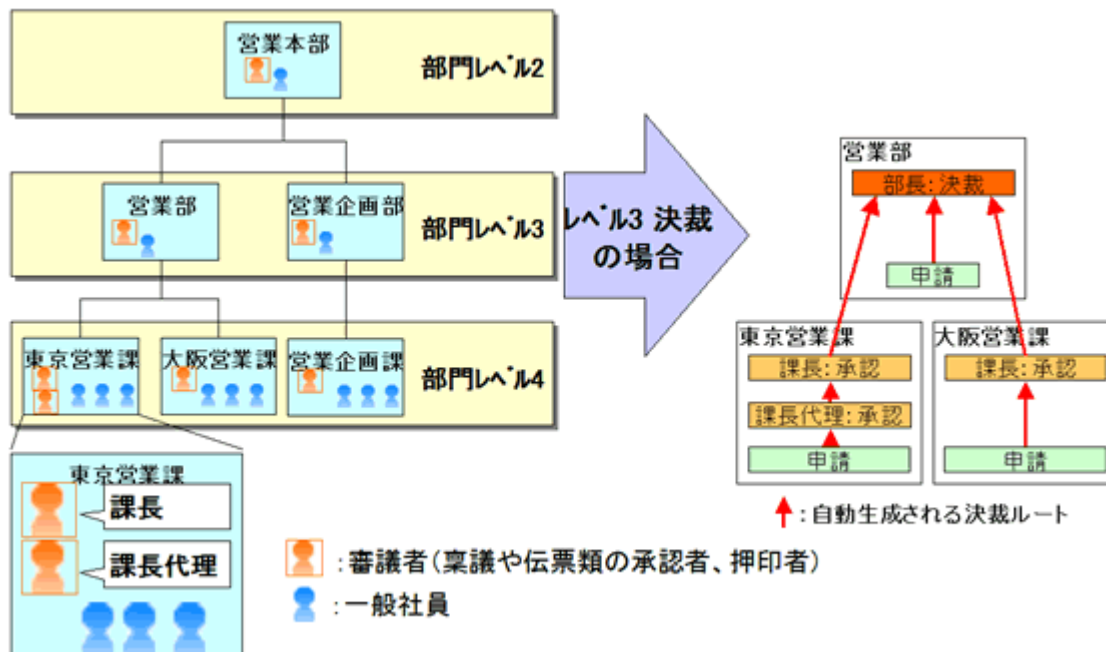 営業本部
部門レベル2
営業部
営業企画部
部門レベル3
東京営業課
大阪営業課
営業企画課
部門レベル4
東京営業課
課長
課長代理
レベル3 決裁
の場合
営業部
部長:決裁
申請
東京営業課
課長:承認
課長代理:承認
申請
大阪営業課
課長:承認
申請
:自動生成される決裁ルート
:審議者(稟議や伝票類の承認者、押印者)
:一般社員